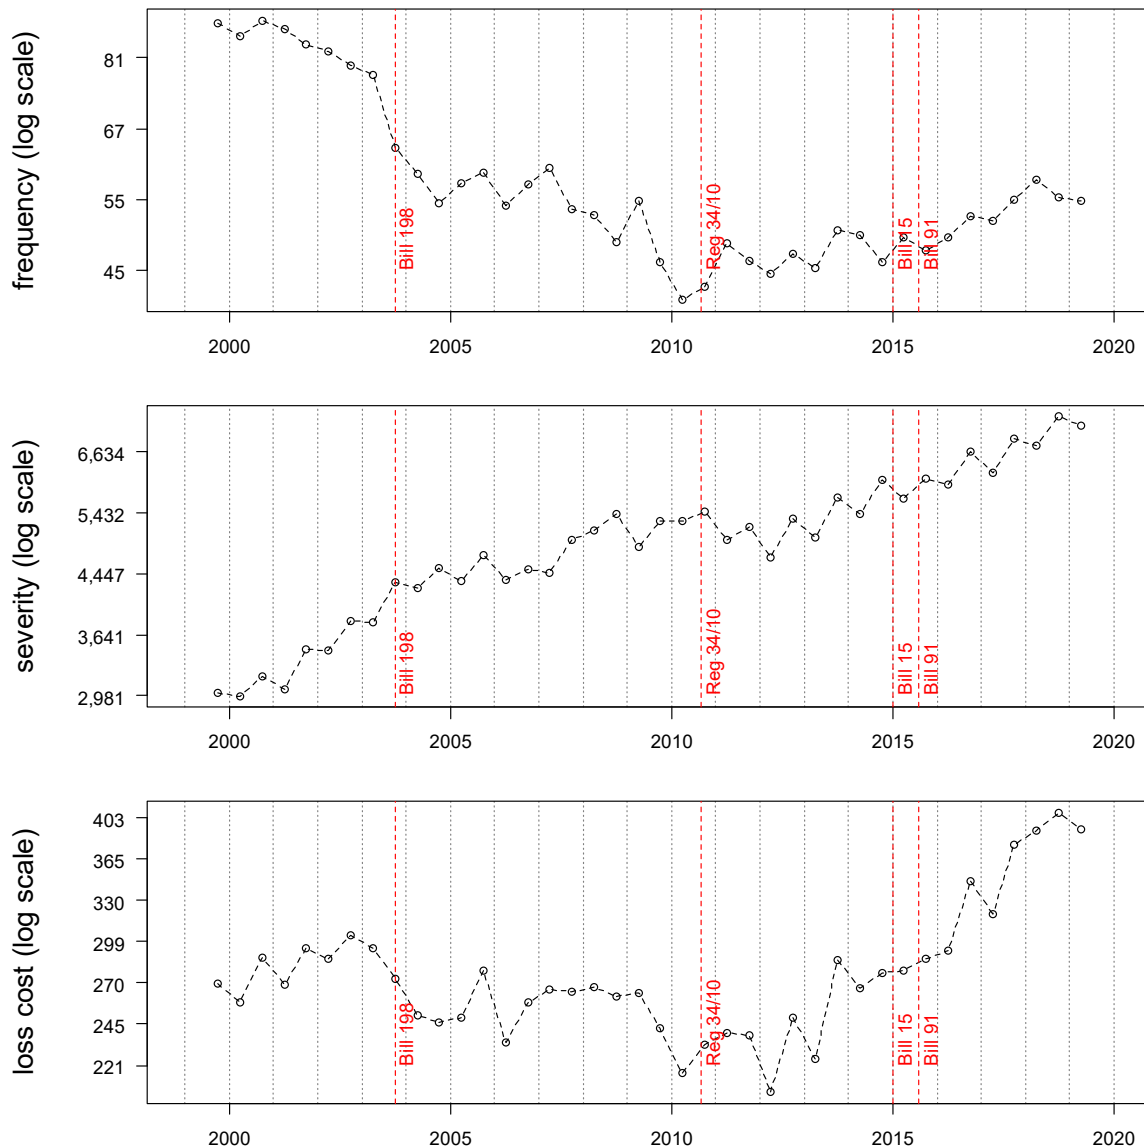 frequency (log scale)
81
67
55
45
Bill 198
Reg 34/10
Bill 15
Bill 91
2000 2005 2010 2015 2020
severity (log scale)
6,634
5,432
4,447
3,641
2,981
Bill 198
Reg 34/10
Bill 15
Bill 91
2000 2005 2010 2015 2020
loss cost (log scale)
403
365
330
299
270
245
221
Bill 198
Reg 34/10
Bill 15
Bill 91
2000 2005 2010 2015 2020